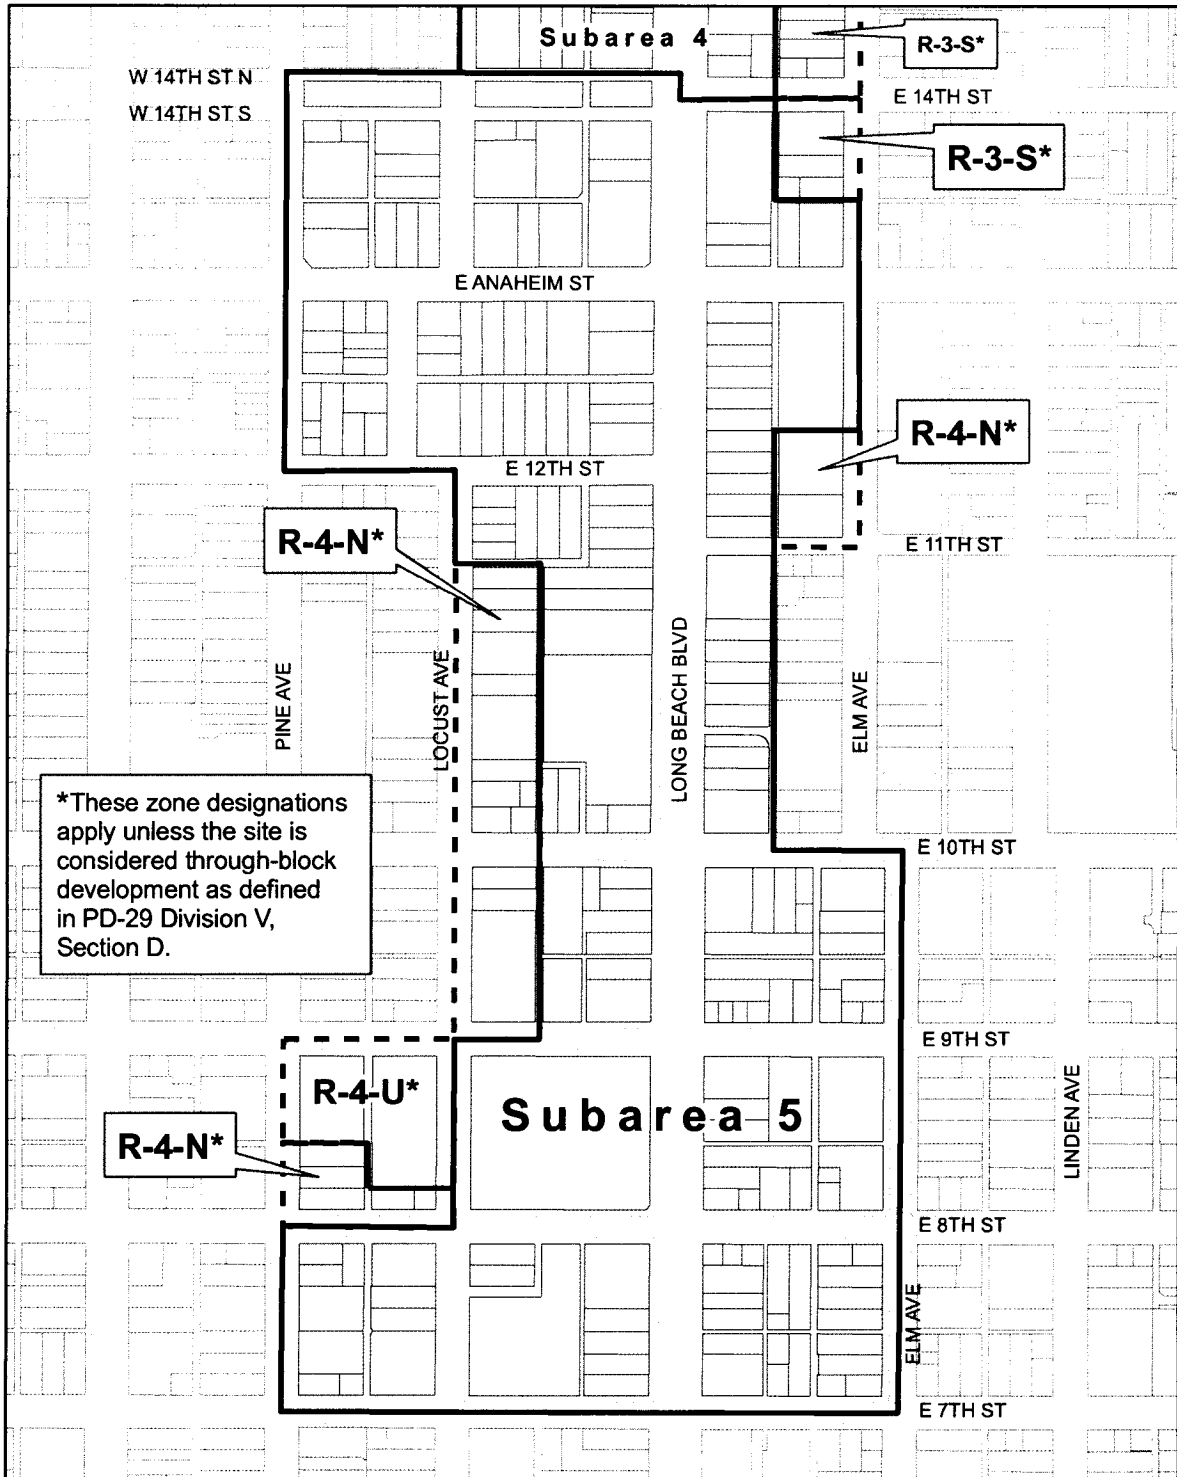 Subarea 4
R-3-S*
W 14TH ST N
E 14TH ST
W 14TH ST S
R-3-S*
E ANAHEIM ST
R-4-N*
E 12TH ST
R-4-N*
E 11TH ST
PINE AVE
LOCUST AVE
LONG BEACH BLVD
ELM AVE
*These zone designations
apply unless the site is
considered through-block
development as defined
in PD-29 Division V,
Section D.
E 10TH ST
E 9TH ST
R-4-U*
Subarea 5
LINDEN AVE
R-4-N*
E 8TH ST
ELM AVE
E 7TH ST